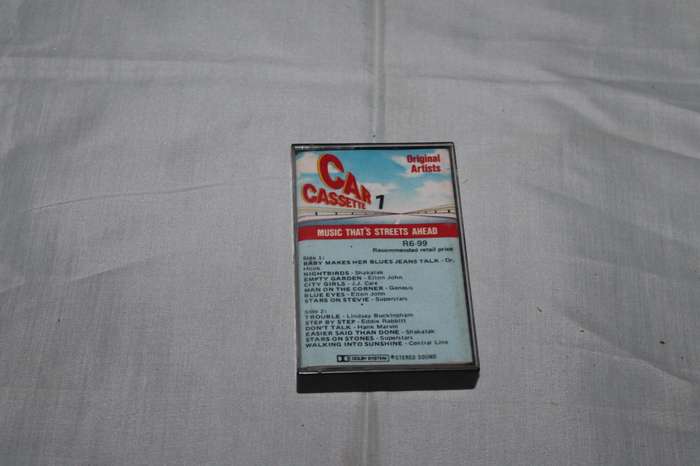 CAR
CASSETTE 1
Original
Artists
MUSIC THAT'S STREETS AHEAD
R6-99
Recommended retail price
Side 1:
BABY MAKES HER BLUES JEANS TALK - Dr.
Hook
NIGHTBIRDS - Shakatak
EMPTY GARDEN - Elton John
CITY GIRLS - J.J. Cale
MAN ON THE CORNER - Genesis
BLUE EYES - Elton John
STARS ON STEVIE - Superstars
Side 2:
TROUBLE - Lindsay Buckingham
STEP BY STEP - Eddie Rabbitt
DON'T TALK - Hank Marvin
EASIER SAID THAN DONE - Shakatak
STARS ON STONES - Superstars
WALKING INTO SUNSHINE - Central Line
DOLBY SYSTEM STEREO SOUND